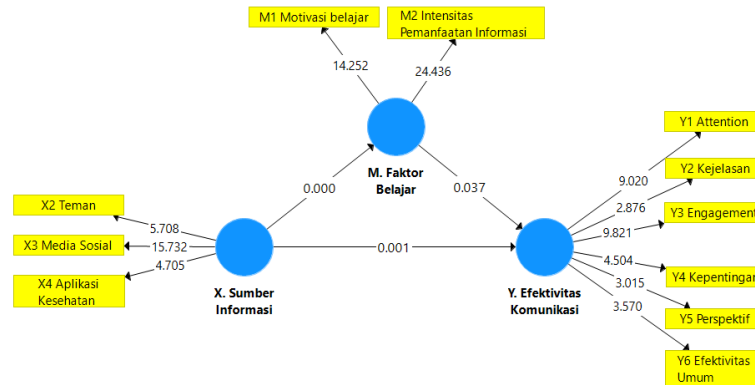 M1 Motivasi belajar
M2 Intensitas
Pemanfaatan Informasi
14.252
24.436
M. Faktor
Belajar
0.000
0.037
X2 Teman
X3 Media Sosial
X4 Aplikasi
Kesehatan
5.708
15.732
4.705
X. Sumber
Informasi
0.001
Y. Efektivitas
Komunikasi
9.020
2.876
9.821
4.504
3.015
3.570
Y1 Attention
Y2 Kejelasan
Y3 Engagement
Y4 Kepentingan
Y5 Perspektif
Y6 Efektivitas
Umum